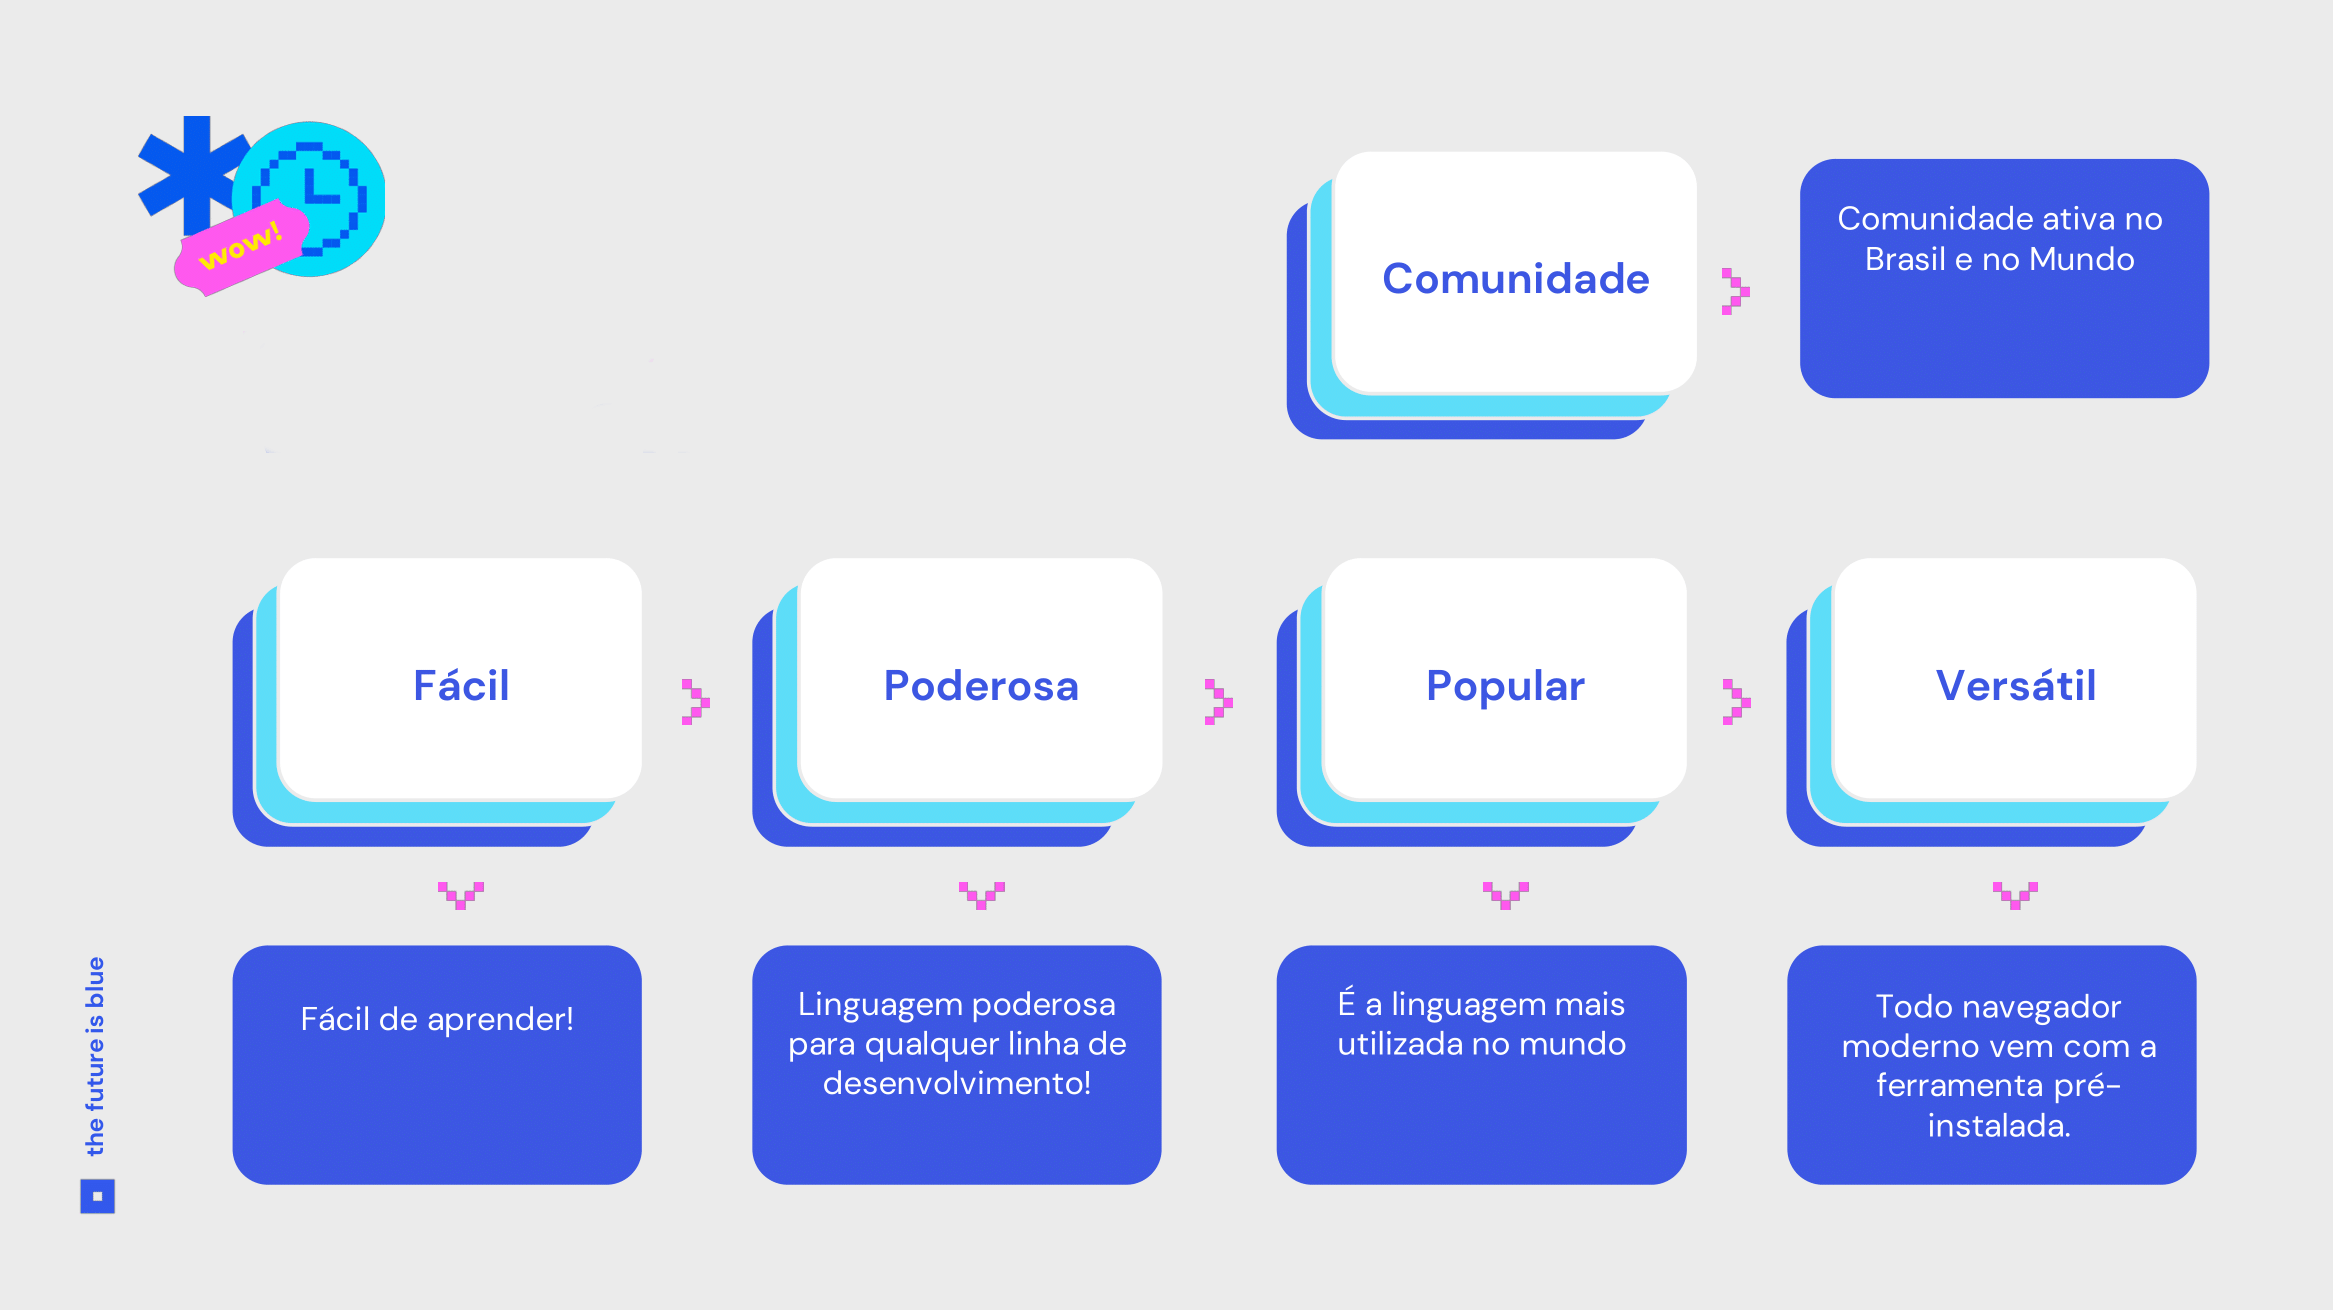 wow!
Comunidade
Comunidade ativa no
Brasil e no Mundo
Fácil
Poderosa
Popular
Versátil
Fácil de aprender!
Linguagem poderosa
para qualquer linha de
desenvolvimento!
É a linguagem mais
utilizada no mundo
Todo navegador
moderno vem com a
ferramenta pré-
instalada.
the future is blue